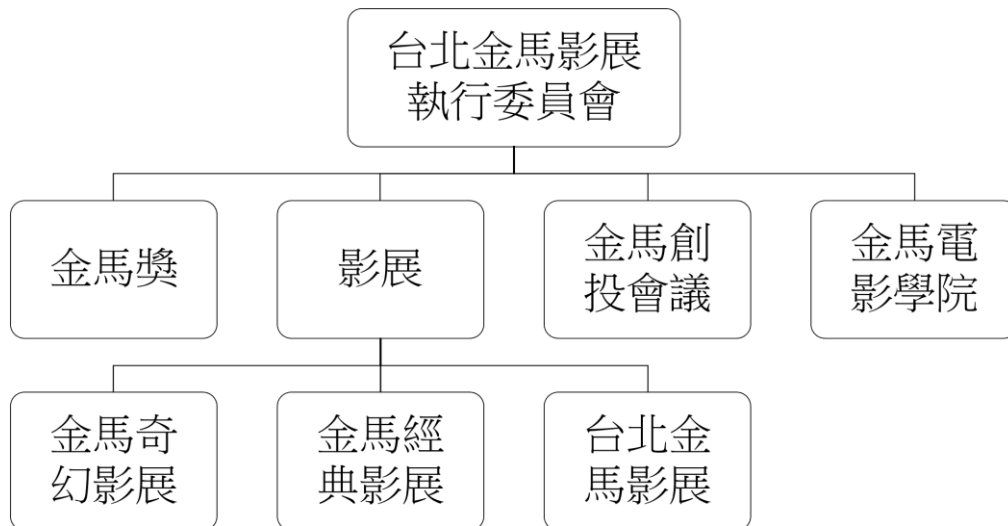 台北金馬影展
執行委員會
金馬獎
影展
金馬創
投會議
金馬電
影學院
金馬奇
幻影展
金馬經
典影展
台北金
馬影展